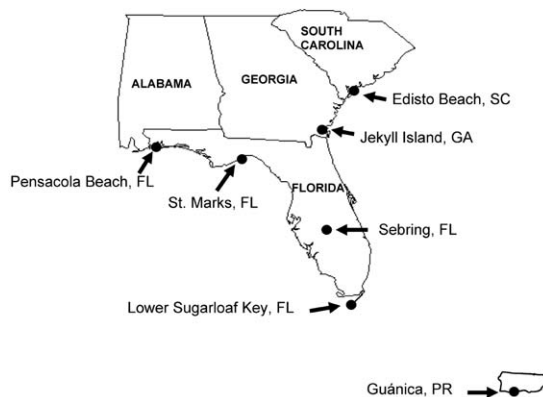 SOUTH
CAROLINA
GEORGIA
ALABAMA
Edisto Beach, SC
Jekyll Island, GA
Pensacola Beach, FL
St. Marks, FL
FLORIDA
Sebring, FL
Lower Sugarloaf Key, FL
Guánica, PR